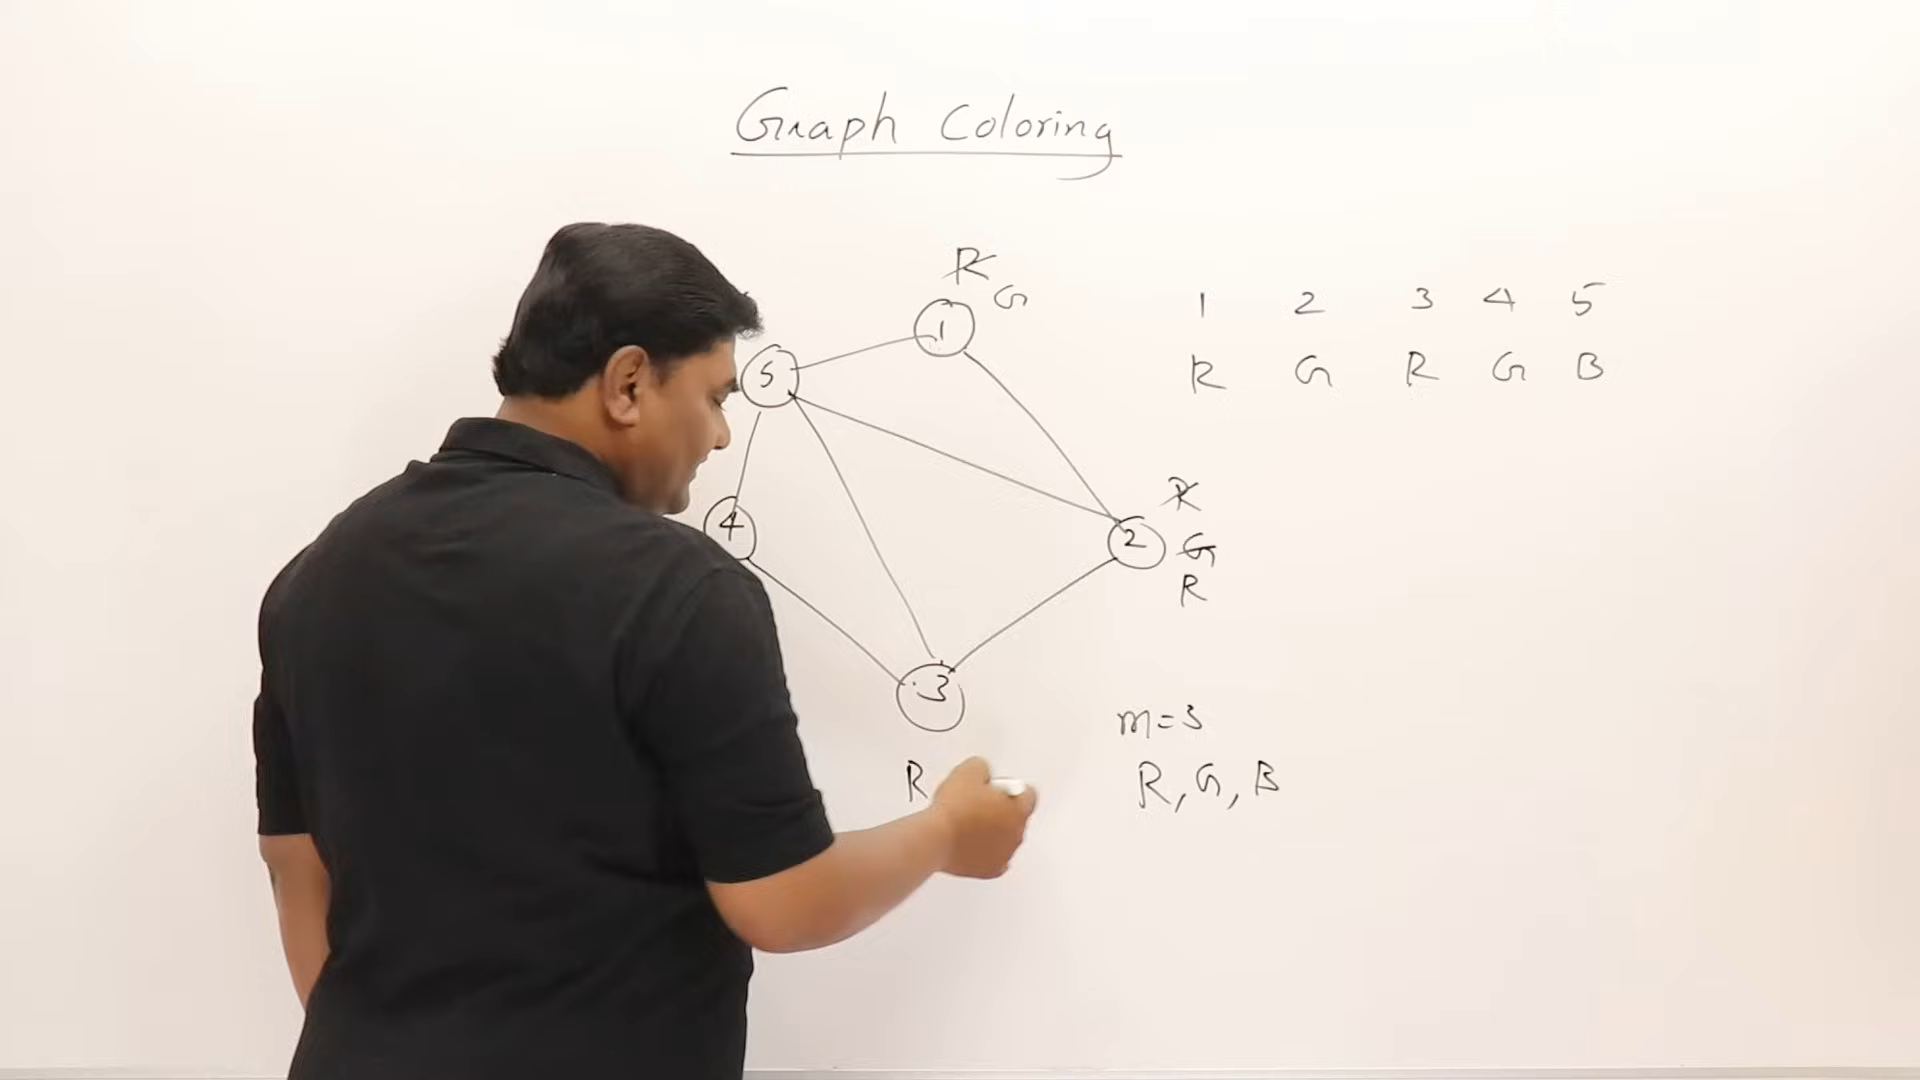 Graph Coloring
R
G
1
5
1 2 3 4 5
R G R G B
4
2
R
G
R
3
R
m=3
R, G, B